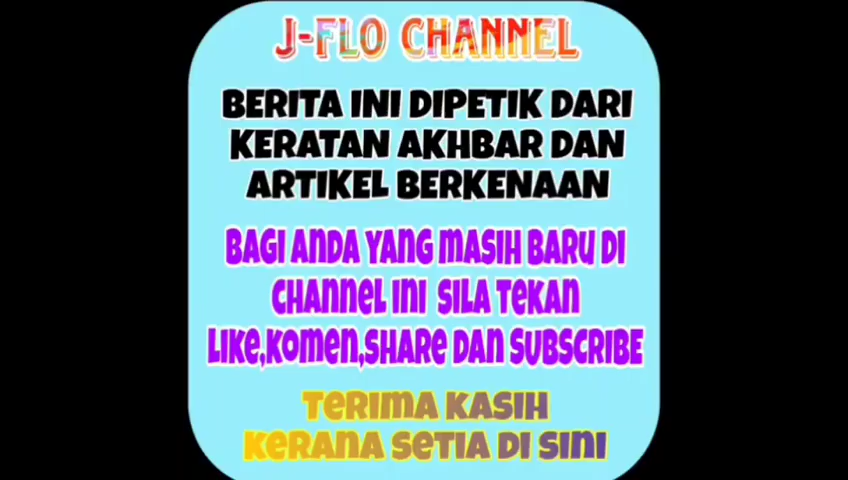 J-FLO CHANNEL
BERITA INI DIPETIK DARI
KERATAN AKHBAR DAN
ARTIKEL BERKENAAN
BAGI ANDA YANG MASIH BARU DI
CHANNEL INI SILA TEKAN
LIKE,KOMEN,SHARE DAN SUBSCRIBE
TERIMA KASIH
KERANA SETIA DI SINI